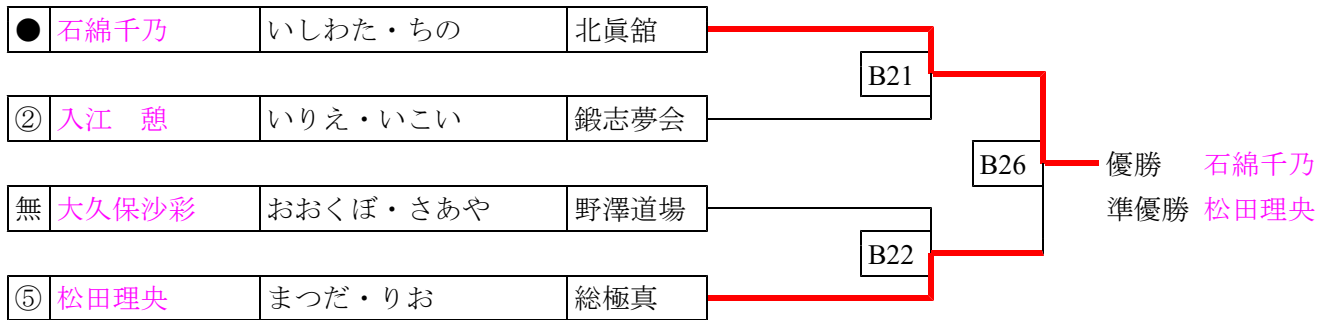 ● 石綿千乃 いしわた・ちの 北眞舘
B21
② 入江 憩 いりえ・いこい 鍛志夢会
B26 優勝 石綿千乃
無 大久保沙彩 おおくぼ・さあや 野澤道場
準優勝 松田理央
B22
⑤ 松田理央 まつだ・りお 総極真